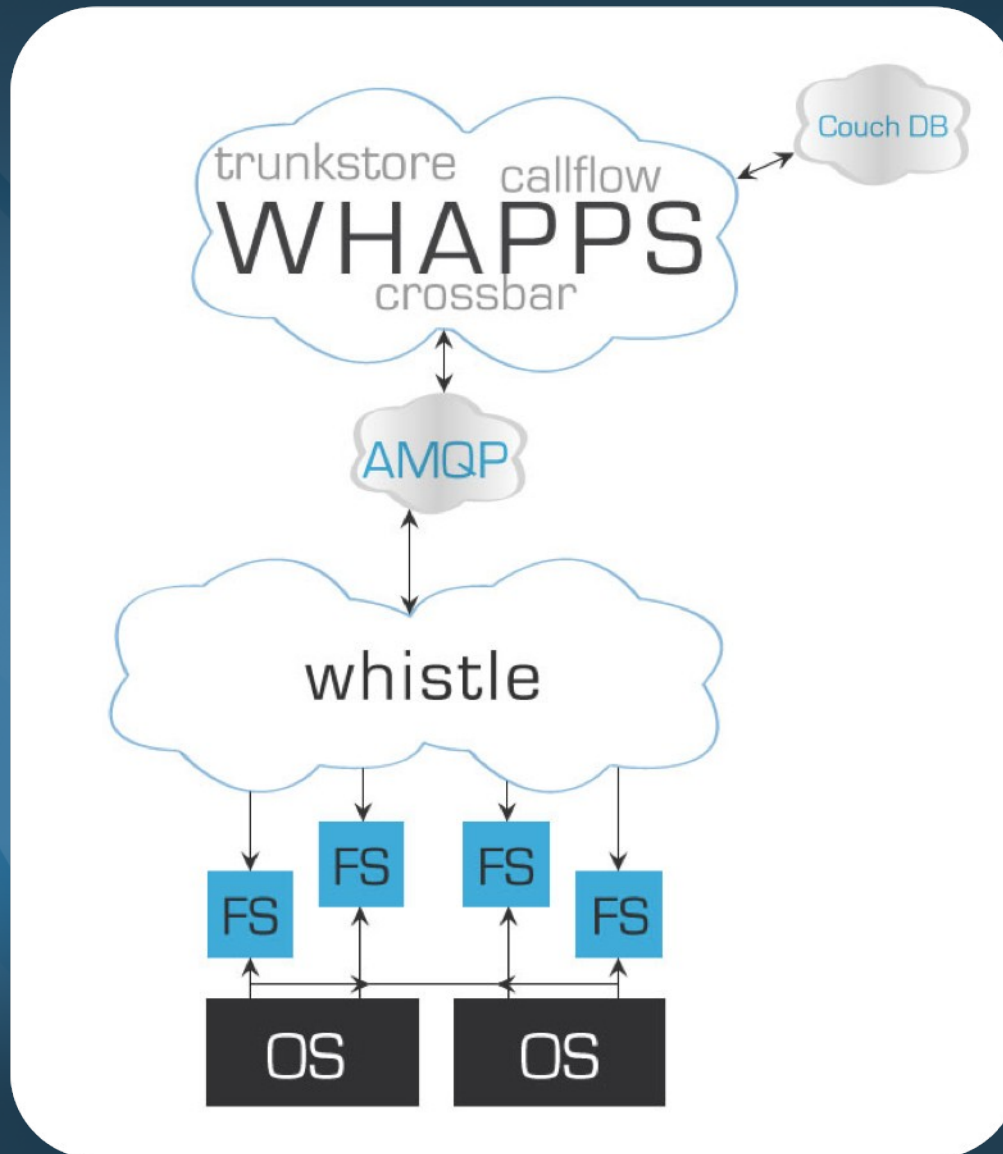 Couch DB
trunkstore
callflow
WHAPPS
crossbar
AMQP
whistle
FS FS
FS FS
OS OS